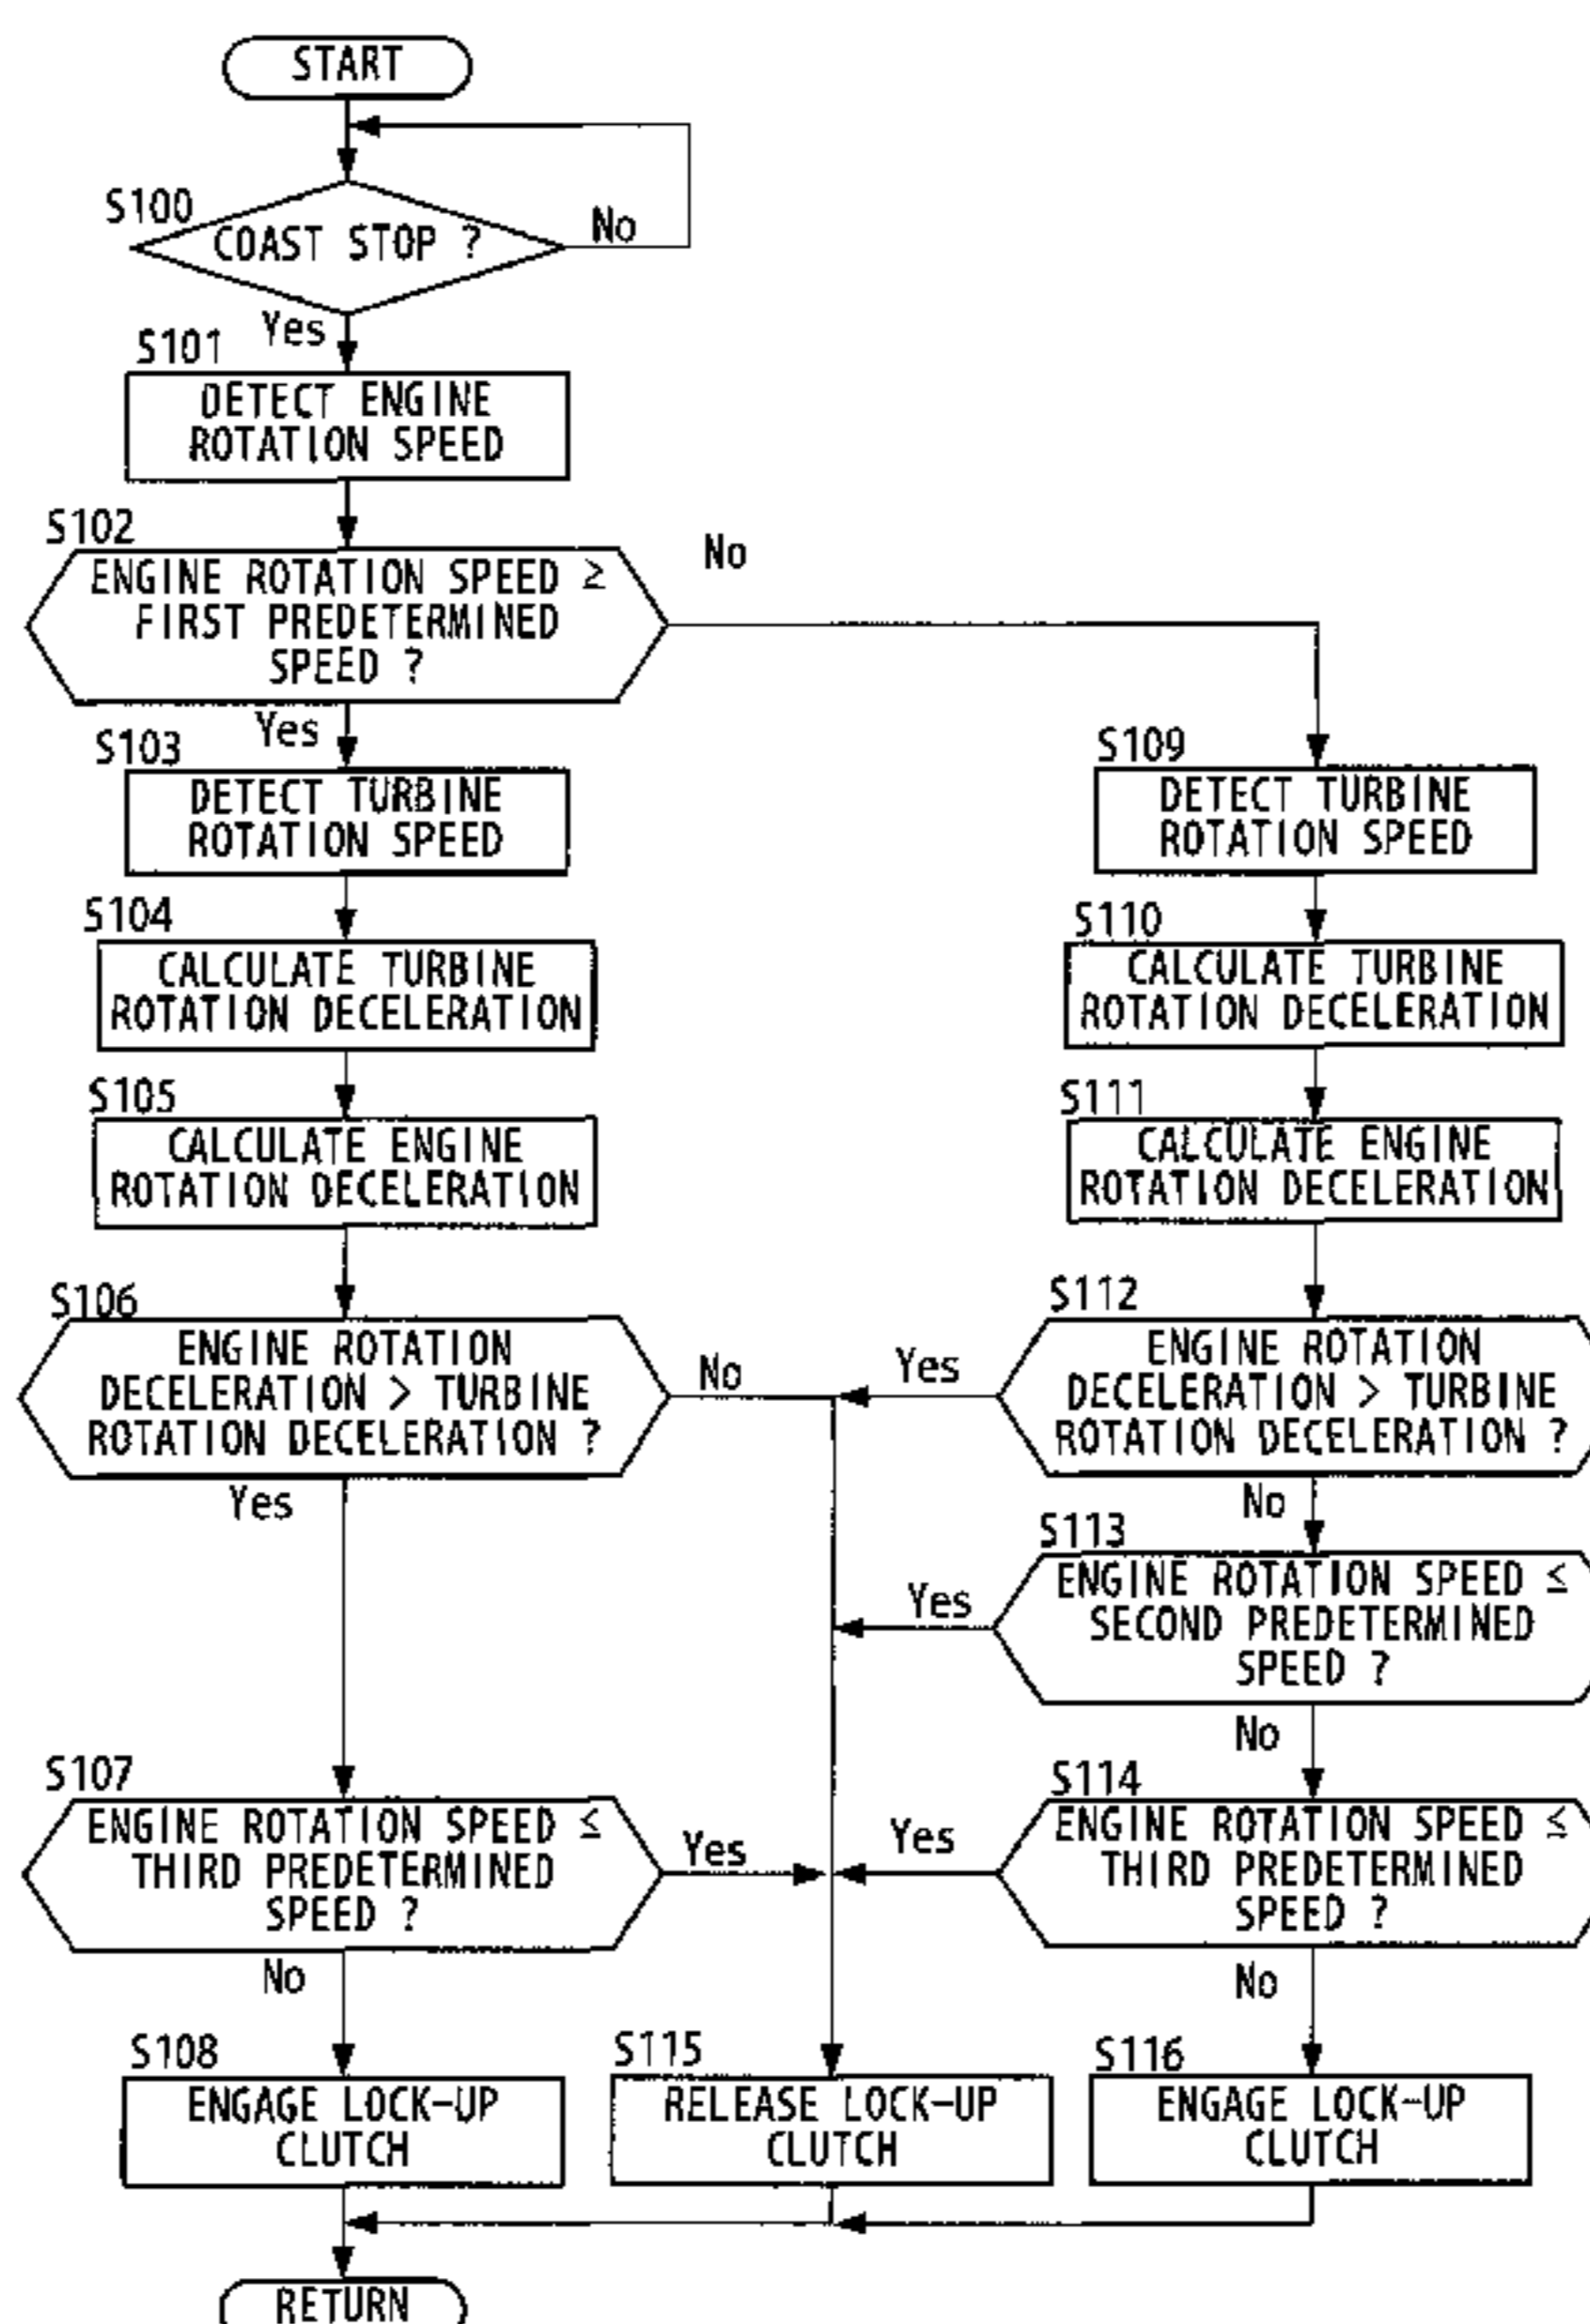 START
S100
COAST STOP ?
No
Yes
S101
DETECT ENGINE
ROTATION SPEED
S102
ENGINE ROTATION SPEED ≥
FIRST PREDETERMINED
SPEED ?
No
Yes
S103
DETECT TURBINE
ROTATION SPEED
S104
CALCULATE TURBINE
ROTATION DECELERATION
S105
CALCULATE ENGINE
ROTATION DECELERATION
S106
ENGINE ROTATION
DECELERATION > TURBINE
ROTATION DECELERATION ?
No
Yes
S107
ENGINE ROTATION SPEED ≤
THIRD PREDETERMINED
SPEED ?
Yes
No
S108
ENGAGE LOCK-UP
CLUTCH
S109
DETECT TURBINE
ROTATION SPEED
S110
CALCULATE TURBINE
ROTATION DECELERATION
S111
CALCULATE ENGINE
ROTATION DECELERATION
S112
ENGINE ROTATION
DECELERATION > TURBINE
ROTATION DECELERATION ?
Yes
No
S113
ENGINE ROTATION SPEED ≤
SECOND PREDETERMINED
SPEED ?
Yes
No
S114
ENGINE ROTATION SPEED ≤
THIRD PREDETERMINED
SPEED ?
Yes
No
S115
RELEASE LOCK-UP
CLUTCH
S116
ENGAGE LOCK-UP
CLUTCH
RETURN